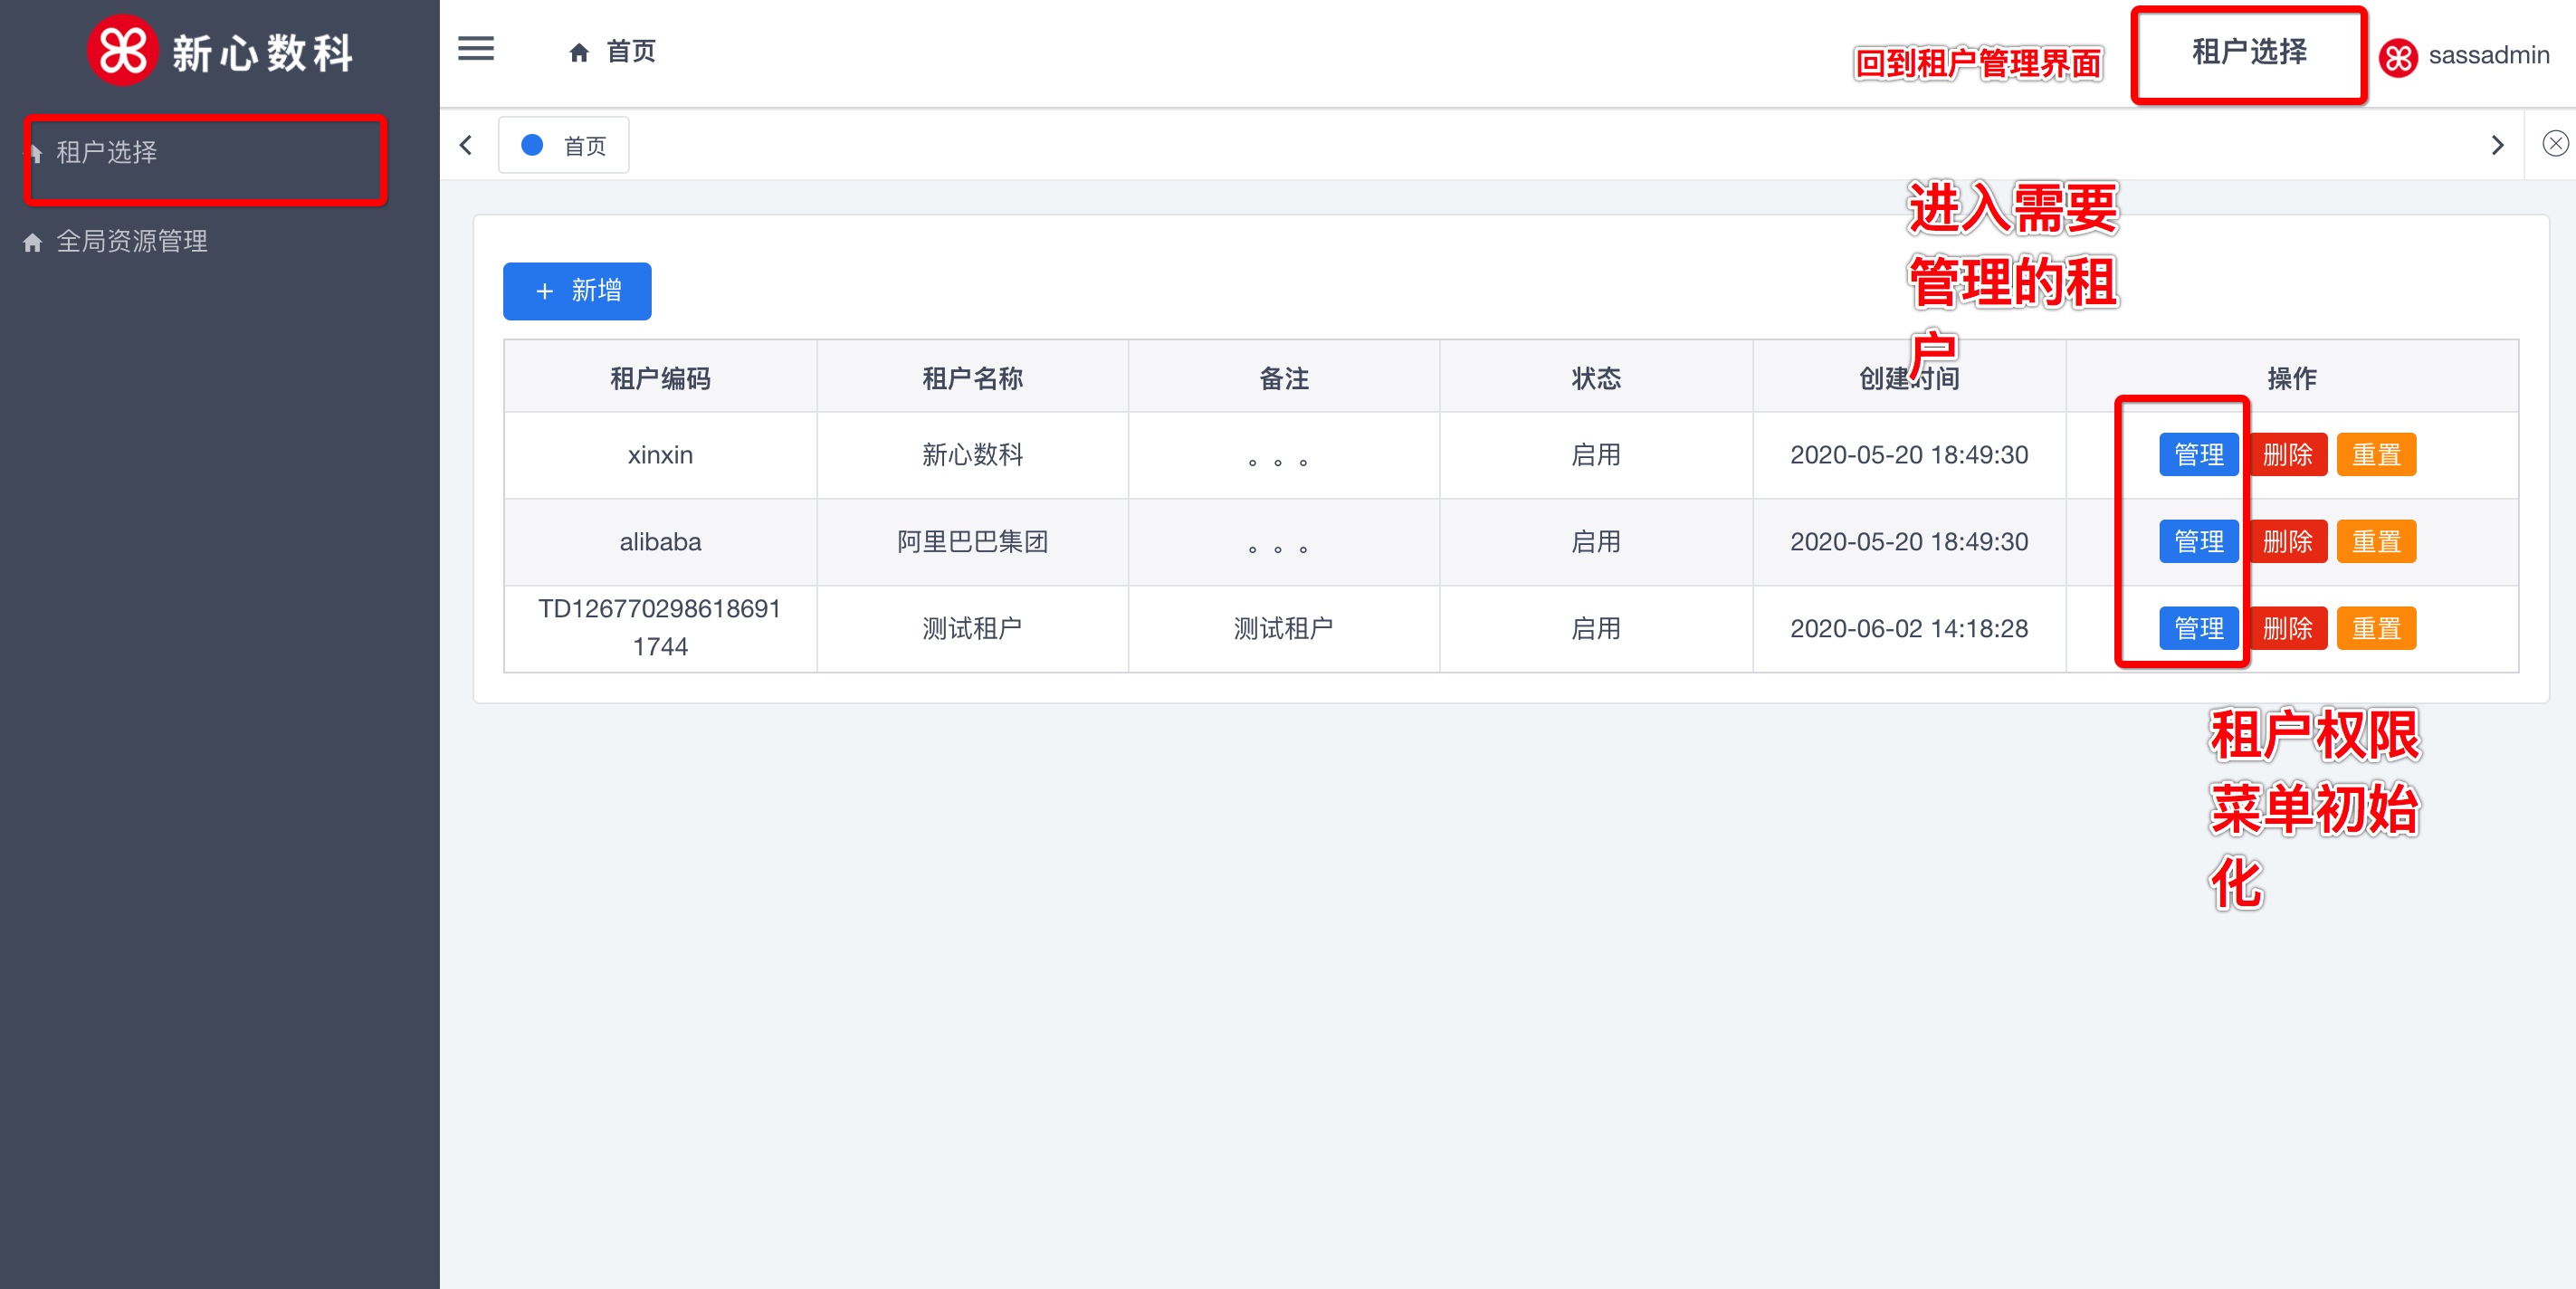 新心数科
租户选择
全局资源管理
首页
回到租户管理界面
租户选择
sassadmin
首页
进入需要
管理的租
户
+ 新增
租户编码 租户名称 备注 状态 创建时间 操作
xinxin 新心数科 。。。 启用 2020-05-20 18:49:30 管理 删除 重置
alibaba 阿里巴巴集团 。。。 启用 2020-05-20 18:49:30 管理 删除 重置
TD126770298618691
1744
测试租户 测试租户 启用 2020-06-02 14:18:28 管理 删除 重置
租户权限
菜单初始
化